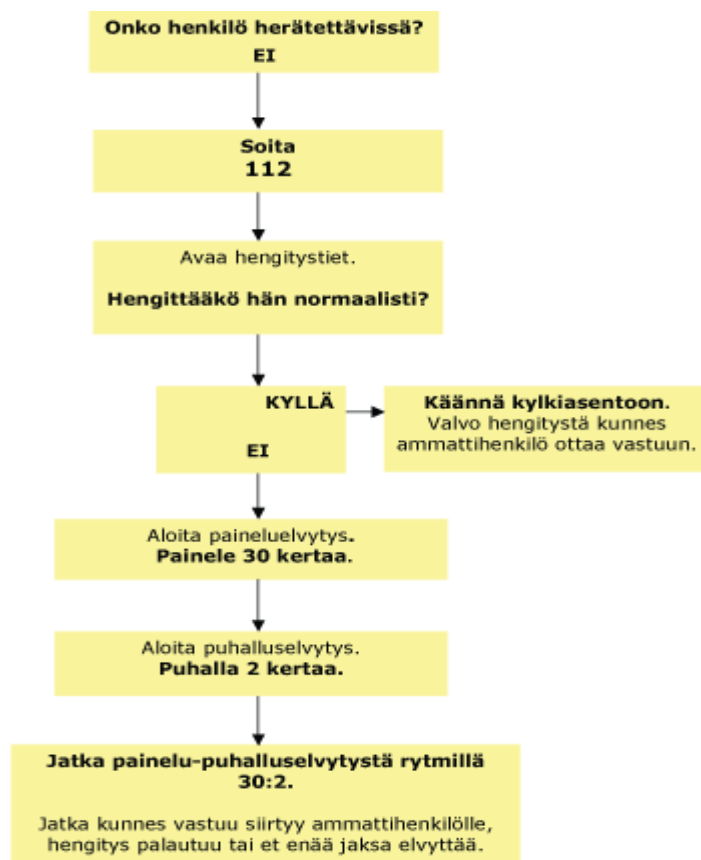 Onko henkilö herätettävissä?
EI
Soita
112
Avaa hengitystiet.
Hengittääkö hän normaalisti?
KYLLÄ
EI
Käännä kylkiasentoon.
Valvo hengitystä kunnes
ammattihenkilö ottaa vastuun.
Aloita paineluelvytys.
Painele 30 kertaa.
Aloita puhalluselvytys.
Puhalla 2 kertaa.
Jatka painelu-puhalluselvytystä rytmillä
30:2.
Jatka kunnes vastuu siirtyy ammattihenkilölle,
hengitys palautuu tai et enää jaksa elvyttää.